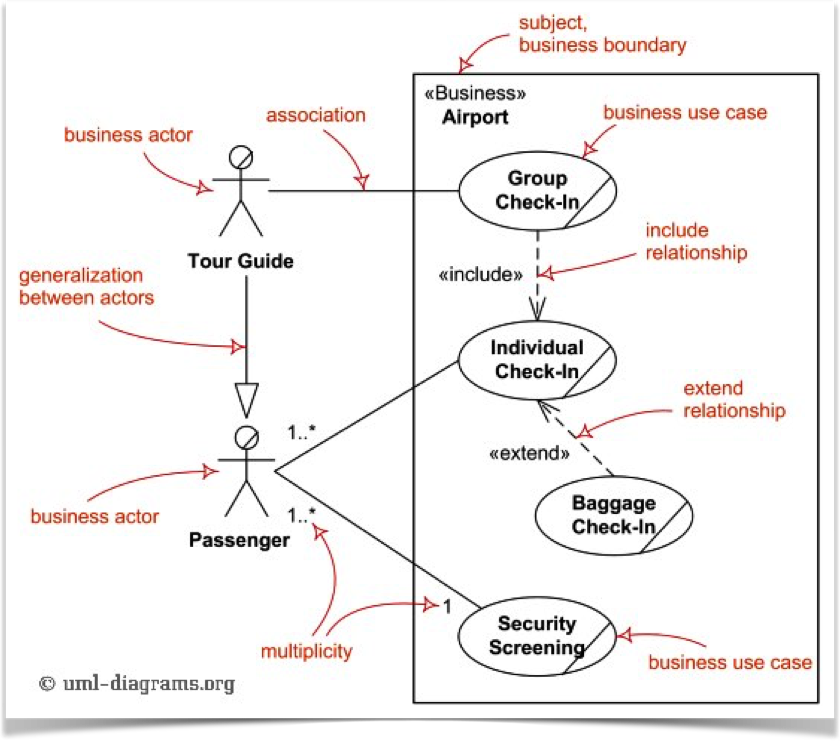 subject,
business boundary
«Business»
Airport
business use case
association
business actor
Group
Check-In
Tour Guide
include
relationship
«include»
generalization
between actors
Individual
Check-In
extend
relationship
1..*
«extend»
Baggage
Check-In
business actor
1..*
Passenger
1
Security
Screening
multiplicity
business use case
© uml-diagrams.org